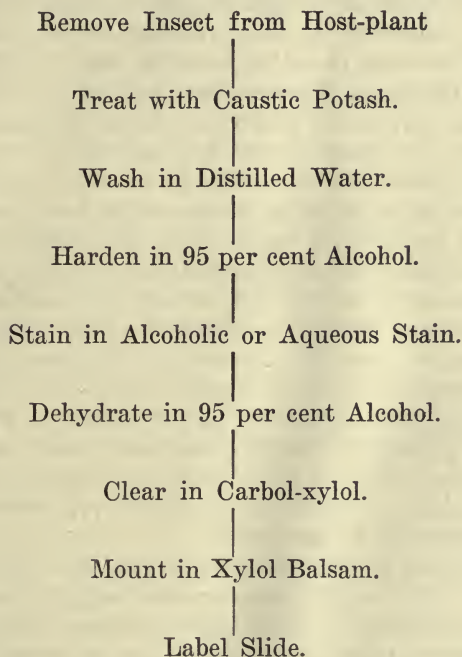 Remove Insect from Host-plant
Treat with Caustic Potash.
Wash in Distilled Water.
Harden in 95 per cent Alcohol.
Stain in Alcoholic or Aqueous Stain.
Dehydrate in 95 per cent Alcohol.
Clear in Carbol-xylol.
Mount in Xylol Balsam.
Label Slide.